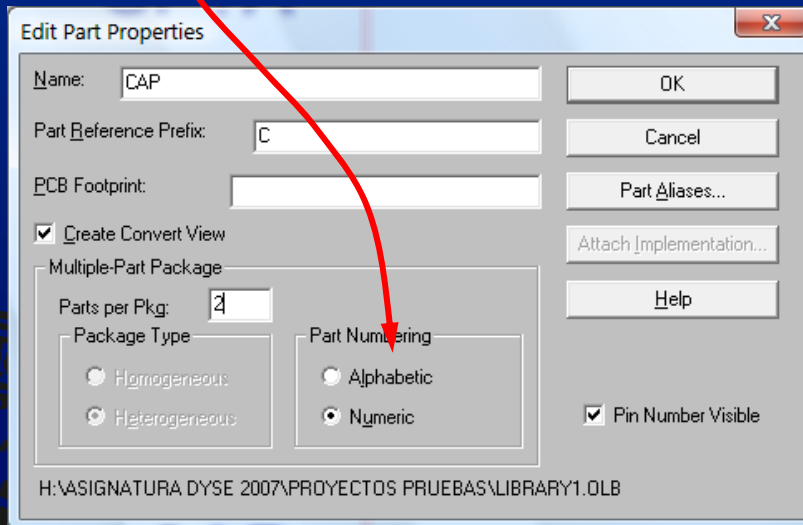 Edit Part Properties
Name: CAP OK
Part Reference Prefix: C Cancel
PCB Footprint: Part Aliases...
Create Convert View Attach Implementation...
Multiple-Part Package
Parts per Pkg: 2 Help
Package Type Part Numbering
Homogeneous Alphabetic
Heterogeneous Numeric Pin Number Visible
H:\ASIGNATURA DYSE 2007\PROYECTOS PRUEBAS\LIBRARY1.OLB